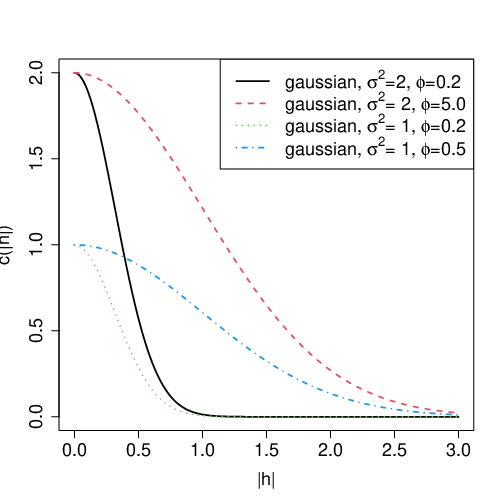 gaussian, σ²=2, ϕ=0.2
gaussian, σ²= 2, ϕ=5.0
gaussian, σ²= 1, ϕ=0.2
gaussian, σ²= 1, ϕ=0.5
c(|h|)
2.0
1.5
1.0
0.5
0.0
0.0 0.5 1.0 1.5 2.0 2.5 3.0
|h|